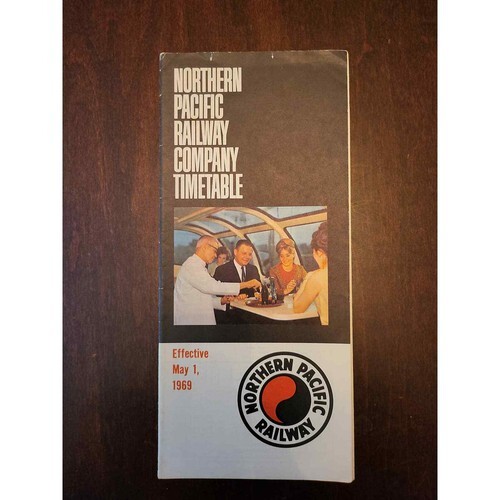 NORTHERN
PACIFIC
RAILWAY
COMPANY
TIMETABLE
Effective
May 1,
1969
NORTHERN PACIFIC
RAILWAY